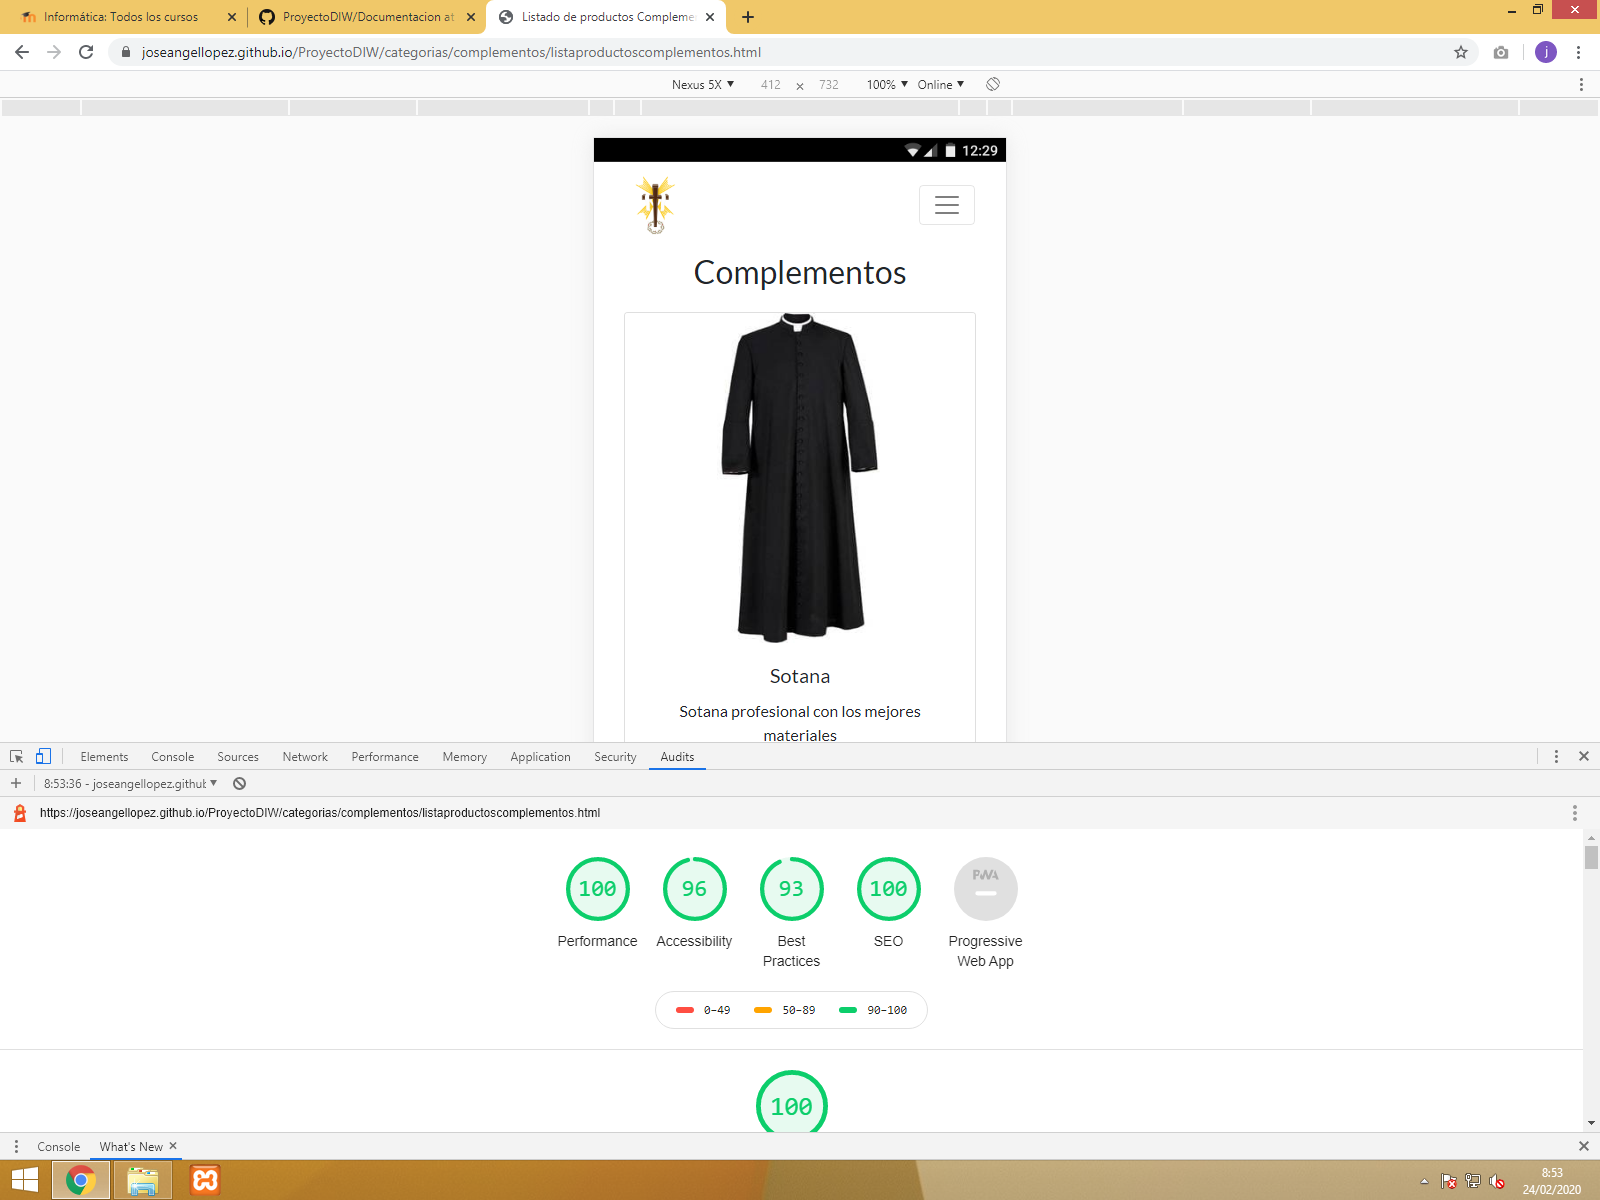 Informática: Todos los cursos
ProyectoDIW/Documentacion at
Listado de productos Complemen
joseangellopez.github.io/ProyectoDIW/categorias/complementos/listaproductoscomplementos.html
j
Nexus 5X ▼ 412 × 732 100% ▼ Online ▼
12:29
Complementos
Sotana
Sotana profesional con los mejores
materiales
Elements Console Sources Network Performance Memory Application Security Audits
8:53:36 - joseangellopez.github ▼
https://joseangellopez.github.io/ProyectoDIW/categorias/complementos/listaproductoscomplementos.html
100 96 93 100 PWA
Performance Accessibility Best Practices SEO Progressive Web App
0–49 50–89 90–100
100
Console What's New
8:53
24/02/2020